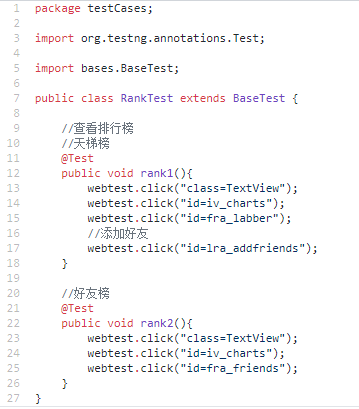 1 package testCases;
2
3 import org.testng.annotations.Test;
4
5 import bases.BaseTest;
6
7 public class RankTest extends BaseTest {
8
9 //查看排行榜
10 //天梯榜
11 @Test
12 public void rank1(){
13 webtest.click("class=TextView");
14 webtest.click("id=iv_charts");
15 webtest.click("id=fra_labber");
16 //添加好友
17 webtest.click("id=lra_addfriends");
18 }
19
20 //好友榜
21 @Test
22 public void rank2(){
23 webtest.click("class=TextView");
24 webtest.click("id=iv_charts");
25 webtest.click("id=fra_friends");
26 }
27 }